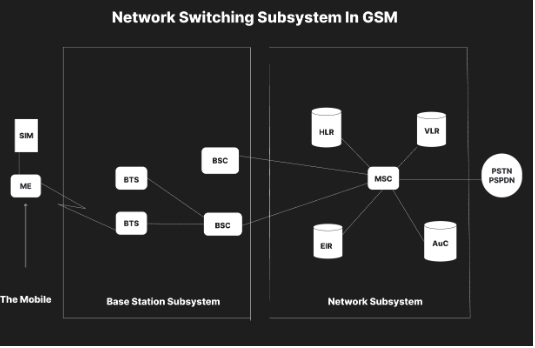 Network Switching Subsystem In GSM
SIM
ME
The Mobile
BTS
BTS
BSC
BSC
Base Station Subsystem
HLR
VLR
MSC
EIR
AuC
Network Subsystem
PSTN
PSPDN